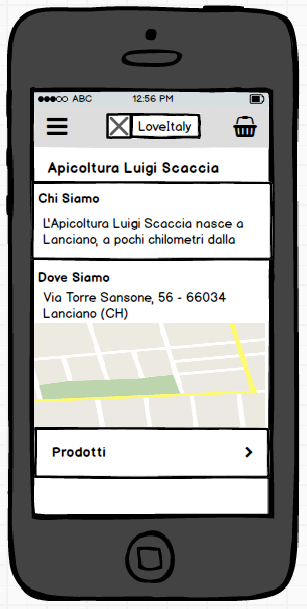 ABC 12:56 PM
LoveItaly
Apicoltura Luigi Scaccia
Chi Siamo
L'Apicoltura Luigi Scaccia nasce a
Lanciano, a pochi chilometri dalla
Dove Siamo
Via Torre Sansone, 56 - 66034
Lanciano (CH)
Prodotti